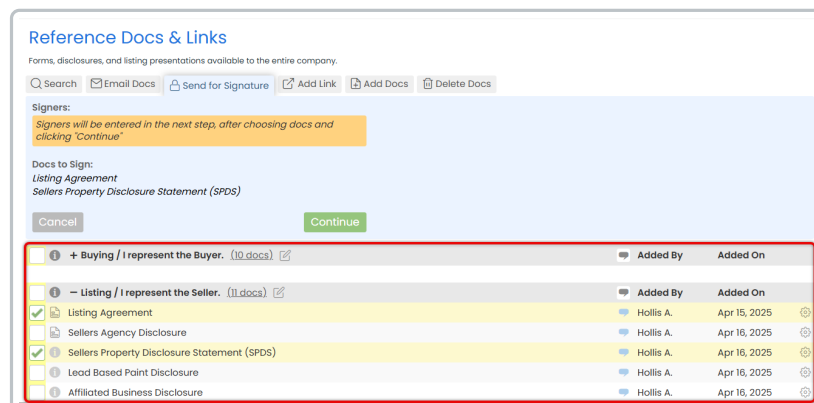 Reference Docs & Links
Forms, disclosures, and listing presentations available to the entire company.
Search Email Docs Send for Signature Add Link Add Docs Delete Docs
Signers:
Signers will be entered in the next step, after choosing docs and
clicking "Continue"
Docs to Sign:
Listing Agreement
Sellers Property Disclosure Statement (SPDS)
Cancel Continue
+ Buying / I represent the Buyer. (10 docs) Added By Added On
– Listing / I represent the Seller. (11 docs) Added By Added On
Listing Agreement Hollis A. Apr 15, 2025
Sellers Agency Disclosure Hollis A. Apr 16, 2025
Sellers Property Disclosure Statement (SPDS) Hollis A. Apr 16, 2025
Lead Based Paint Disclosure Hollis A. Apr 16, 2025
Affiliated Business Disclosure Hollis A. Apr 16, 2025